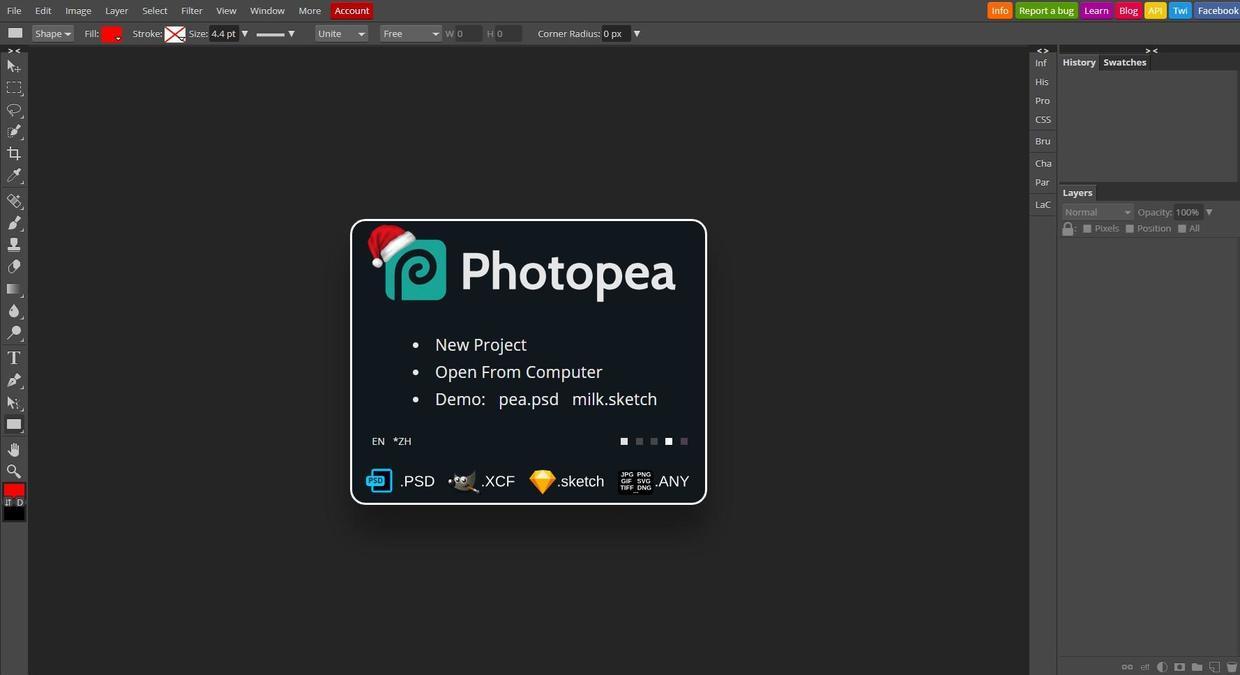 File Edit Image Layer Select Filter View Window More Account Info Report a bug Learn Blog API Twi Facebook
Shape Fill: Stroke: Size: 4.4 pt Unite Free W 0 H 0 Corner Radius: 0 px
> < < > > <
Inf
His
Pro
CSS
Bru
Cha
Par
LaC
History Swatches
Layers
Normal Opacity: 100%
: Pixels Position All
Photopea
• New Project
• Open From Computer
• Demo: pea.psd milk.sketch
EN *ZH
PSD .PSD .XCF .sketch JPG PNG GIF SVG TIFF DNG .ANY
T
D
eff